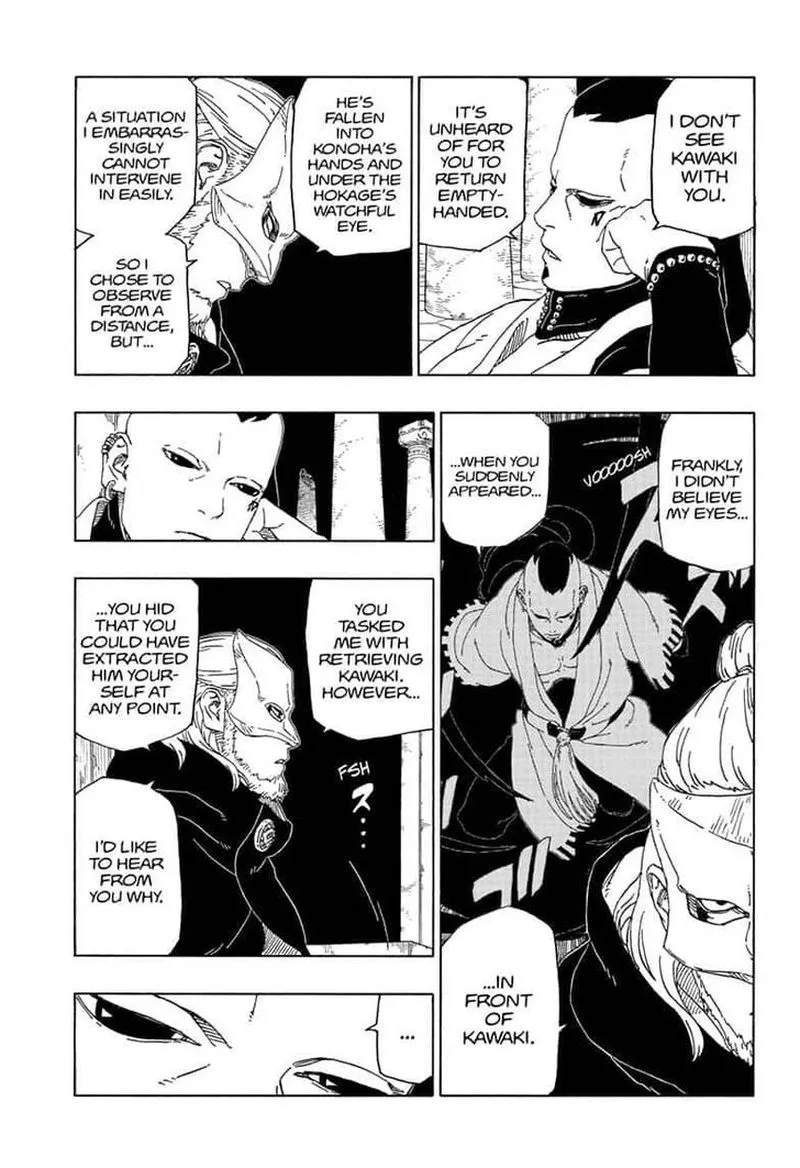 I DON'T
SEE
KAWAKI
WITH
YOU.
IT'S
UNHEARD
OF FOR
YOU TO
RETURN
EMPTY-
HANDED.
HE'S
FALLEN
INTO
KONOHA'S
HANDS AND
UNDER THE
HOKAGE'S
WATCHFUL
EYE.
A SITUATION
I EMBARRAS-
SINGLY
CANNOT
INTERVENE
IN EASILY.
SO I
CHOSE TO
OBSERVE
FROM A
DISTANCE,
BUT...
FRANKLY,
I DIDN'T
BELIEVE
MY EYES...
VOOOOOSH
...WHEN YOU
SUDDENLY
APPEARED...
...IN
FRONT
OF
KAWAKI.
YOU
TASKED
ME WITH
RETRIEVING
KAWAKI.
HOWEVER...
...YOU HID
THAT YOU
COULD HAVE
EXTRACTED
HIM YOUR-
SELF AT
ANY POINT.
FSH
ス...
I'D LIKE
TO HEAR
FROM
YOU WHY.
...